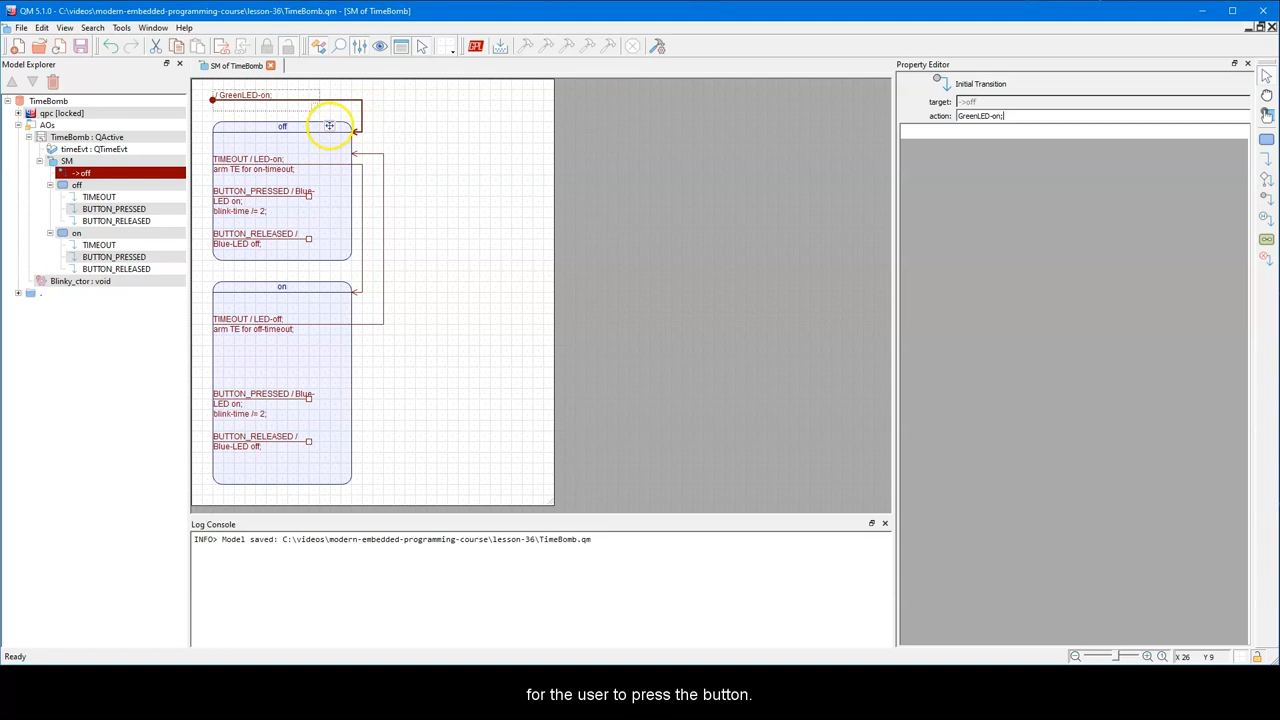 QM 5.1.0 - C:\videos\modern-embedded-programming-course\lesson-36\TimeBomb.qm - [SM of TimeBomb]
File Edit View Search Tools Window Help
GPL
Model Explorer
SM of TimeBomb
Property Editor
TimeBomb
qpc [locked]
AOs
TimeBomb : QActive
timeEvt : QTimeEvt
SM
->off
off
TIMEOUT
BUTTON_PRESSED
BUTTON_RELEASED
on
TIMEOUT
BUTTON_PRESSED
BUTTON_RELEASED
Blinky_ctor : void
.
/ GreenLED-on;
off
TIMEOUT / LED-on;
arm TE for on-timeout;
BUTTON_PRESSED / Blue-
LED on;
blink-time /= 2;
BUTTON_RELEASED /
Blue-LED off;
on
TIMEOUT / LED-off;
arm TE for off-timeout;
BUTTON_PRESSED / Blue-
LED on;
blink-time /= 2;
BUTTON_RELEASED /
Blue-LED off;
Initial Transition
target: ->off
action: GreenLED-on;
Log Console
INFO> Model saved: C:\videos\modern-embedded-programming-course\lesson-36\TimeBomb.qm
Ready
X 26 Y 9
for the user to press the button.